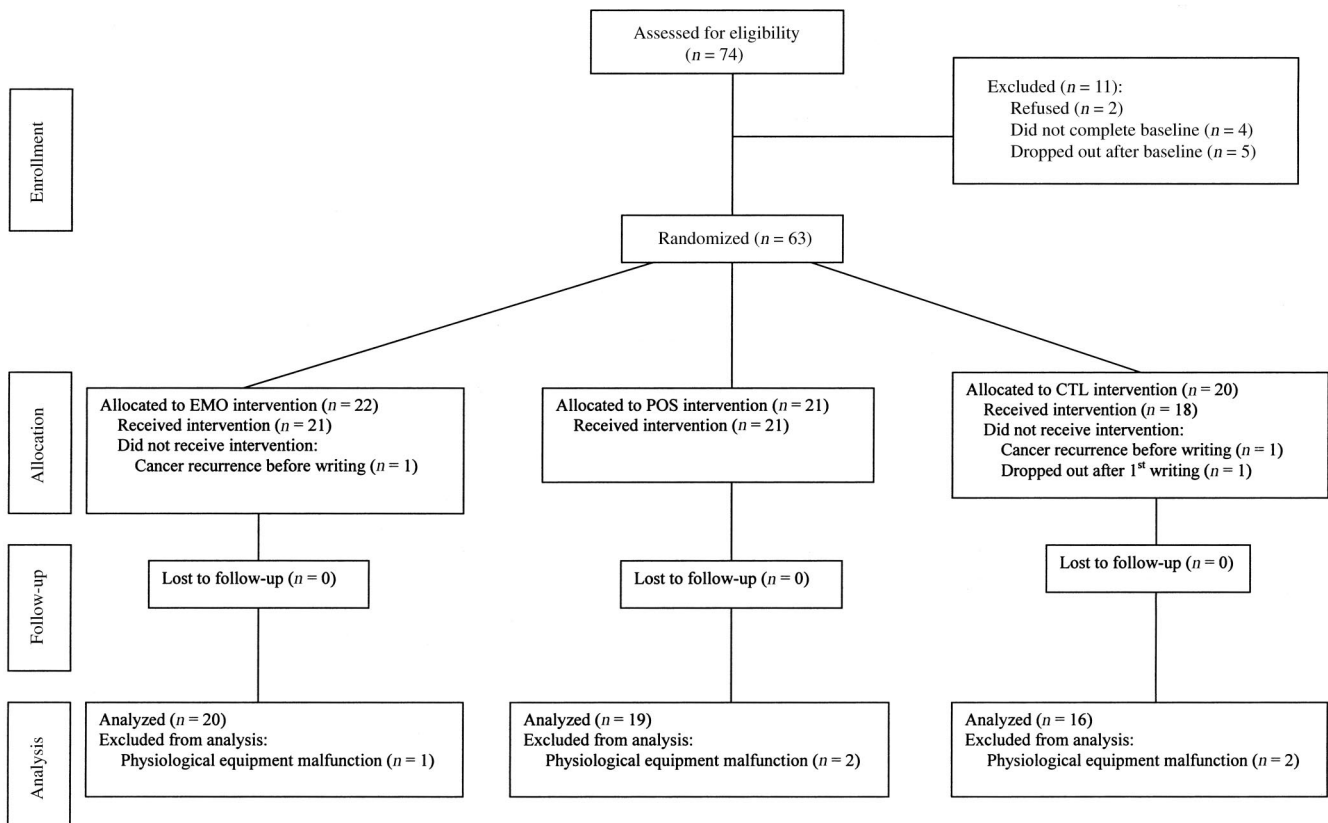 Assessed for eligibility
(n = 74)
Excluded (n = 11):
Refused (n = 2)
Did not complete baseline (n = 4)
Dropped out after baseline (n = 5)
Enrollment
Randomized (n = 63)
Allocation
Allocated to EMO intervention (n = 22)
Received intervention (n = 21)
Did not receive intervention:
Cancer recurrence before writing (n = 1)
Allocated to POS intervention (n = 21)
Received intervention (n = 21)
Allocated to CTL intervention (n = 20)
Received intervention (n = 18)
Did not receive intervention:
Cancer recurrence before writing (n = 1)
Dropped out after 1st writing (n = 1)
Follow-up
Lost to follow-up (n = 0)
Lost to follow-up (n = 0)
Lost to follow-up (n = 0)
Analysis
Analyzed (n = 20)
Excluded from analysis:
Physiological equipment malfunction (n = 1)
Analyzed (n = 19)
Excluded from analysis:
Physiological equipment malfunction (n = 2)
Analyzed (n = 16)
Excluded from analysis:
Physiological equipment malfunction (n = 2)